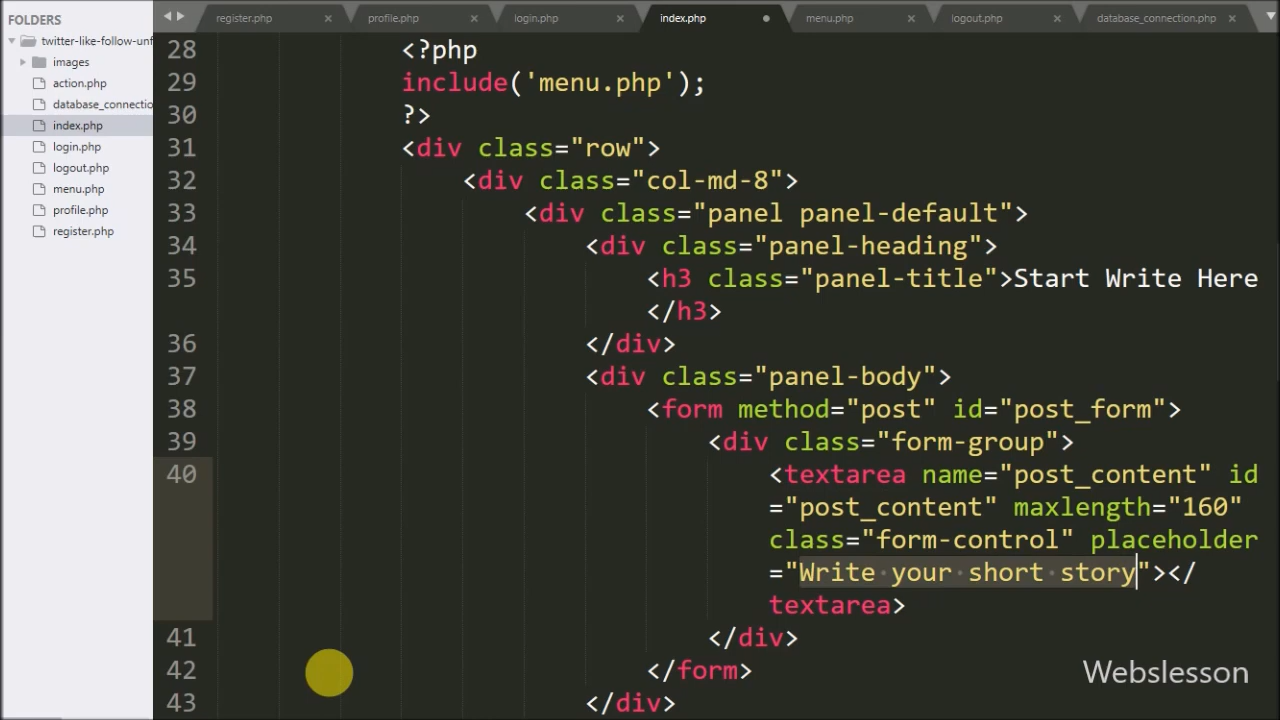 FOLDERS
twitter-like-follow-unf
images
action.php
database_connectio
index.php
login.php
logout.php
menu.php
profile.php
register.php
register.php × profile.php × login.php × index.php menu.php × logout.php × database_connection.php ×
28 <?php
29 include('menu.php');
30 ?>
31 <div class="row">
32 <div class="col-md-8">
33 <div class="panel panel-default">
34 <div class="panel-heading">
35 <h3 class="panel-title">Start Write Here
</h3>
36 </div>
37 <div class="panel-body">
38 <form method="post" id="post_form">
39 <div class="form-group">
40 <textarea name="post_content" id
="post_content" maxlength="160"
class="form-control" placeholder
="Write your short story"></
textarea>
41 </div>
42 </form>
43 </div>
Webslesson